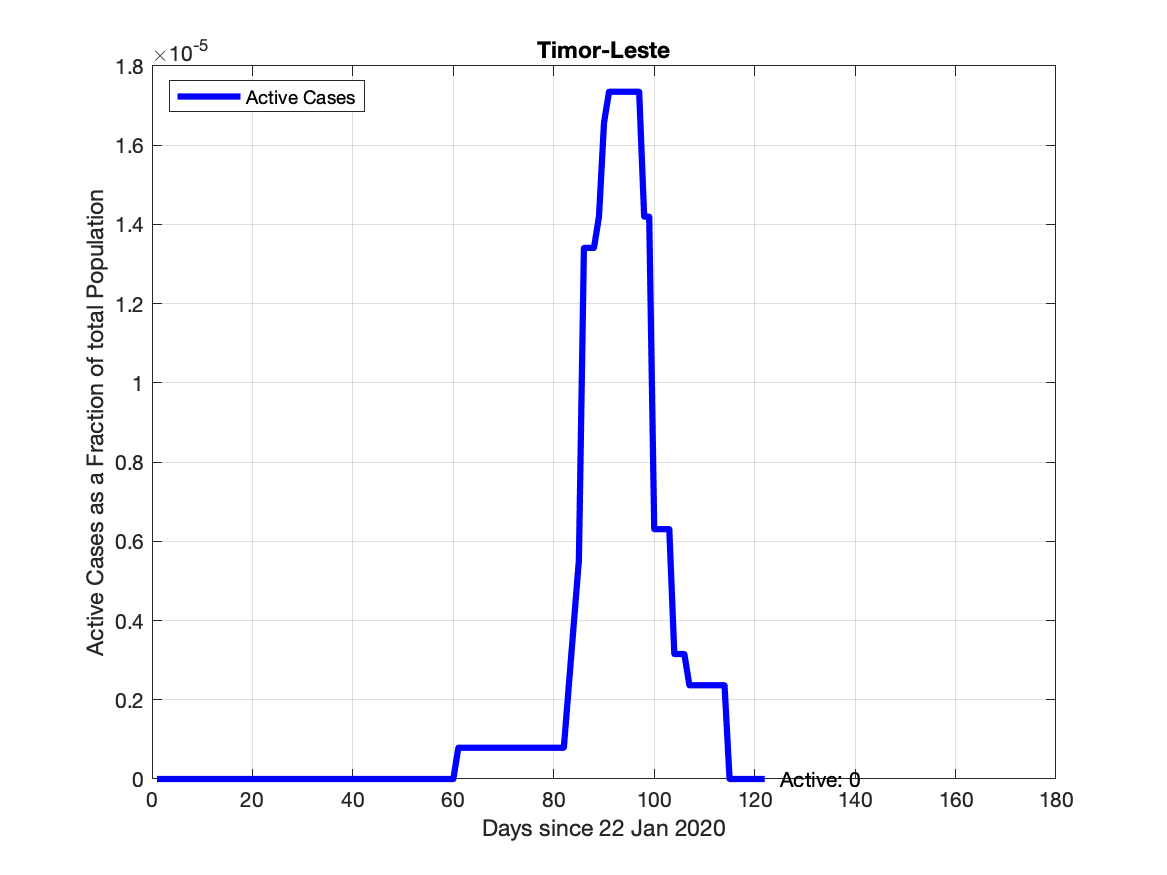 Timor-Leste
×10-5
Active Cases
1.8
1.6
1.4
1.2
1
0.8
0.6
0.4
0.2
0
Active Cases as a Fraction of total Population
Active: 0
0 20 40 60 80 100 120 140 160 180
Days since 22 Jan 2020